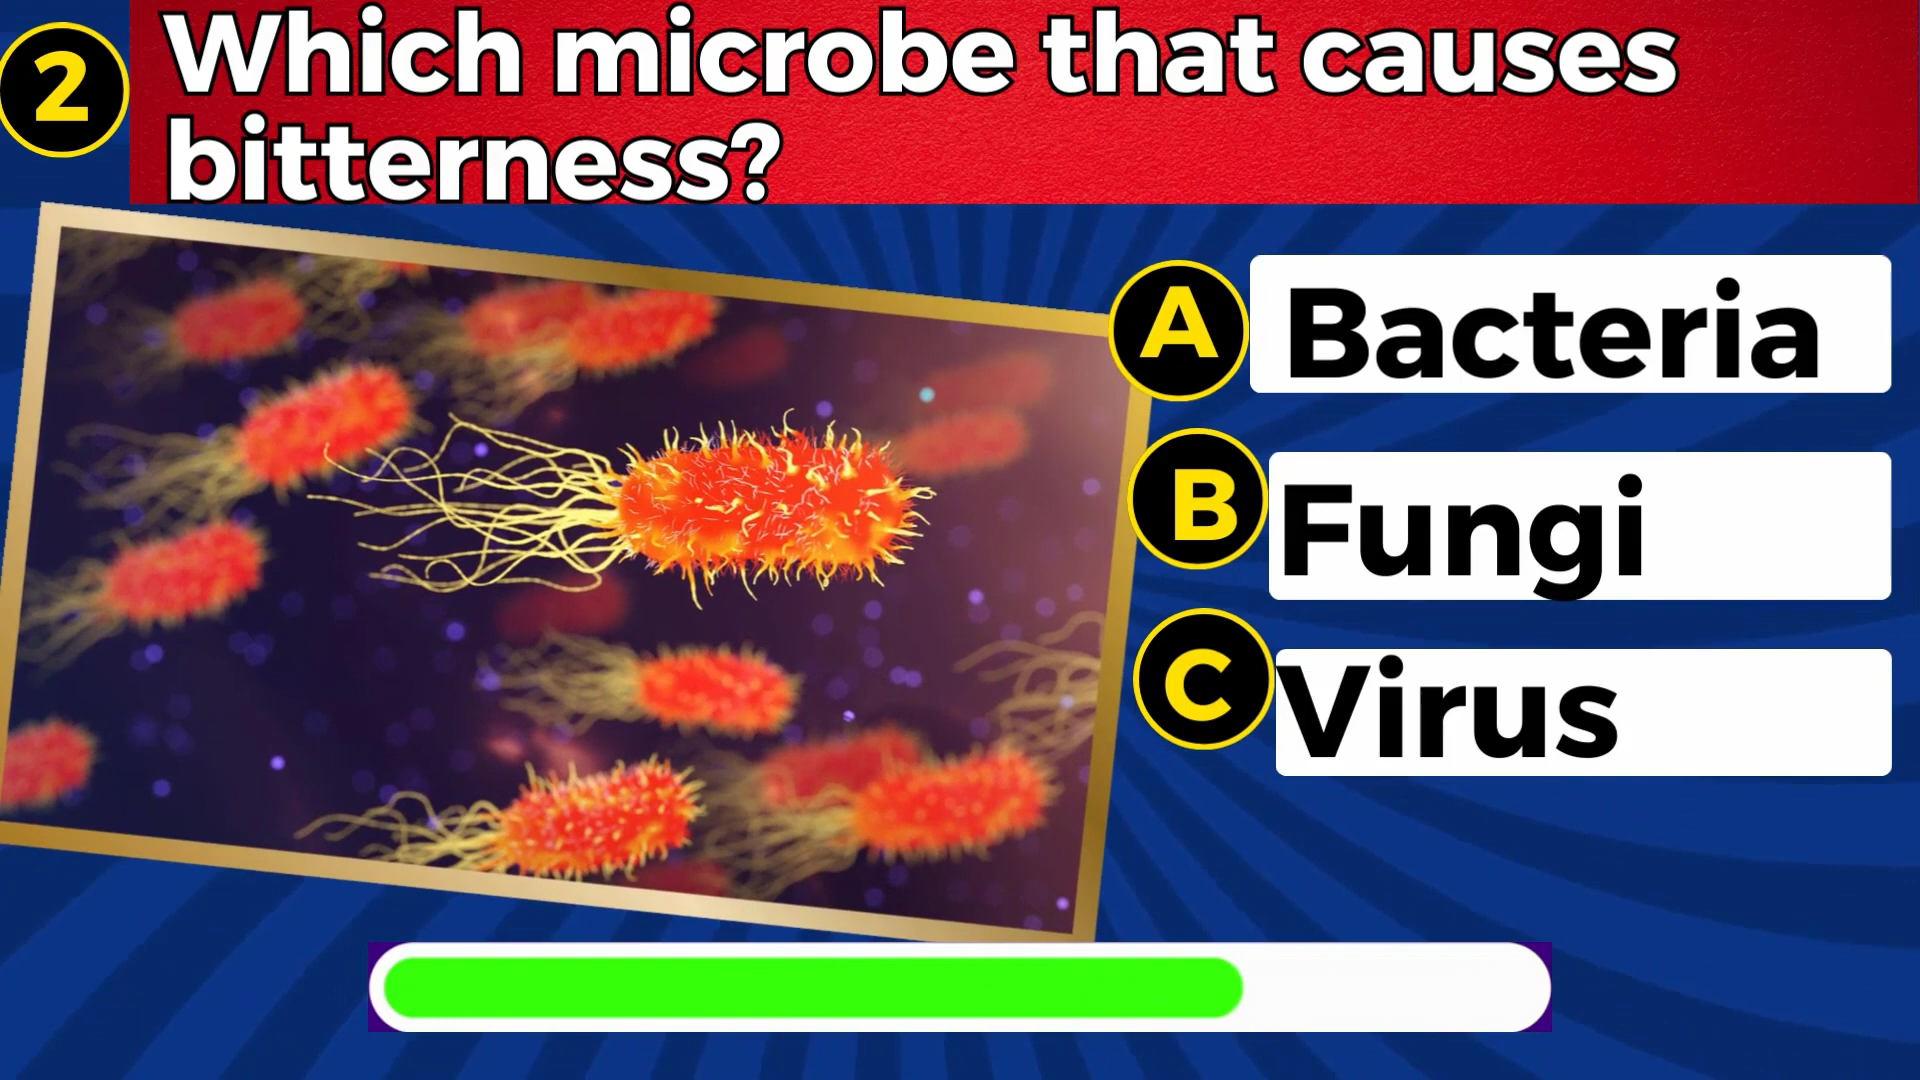 2
Which microbe that causes
bitterness?
A Bacteria
B Fungi
C Virus